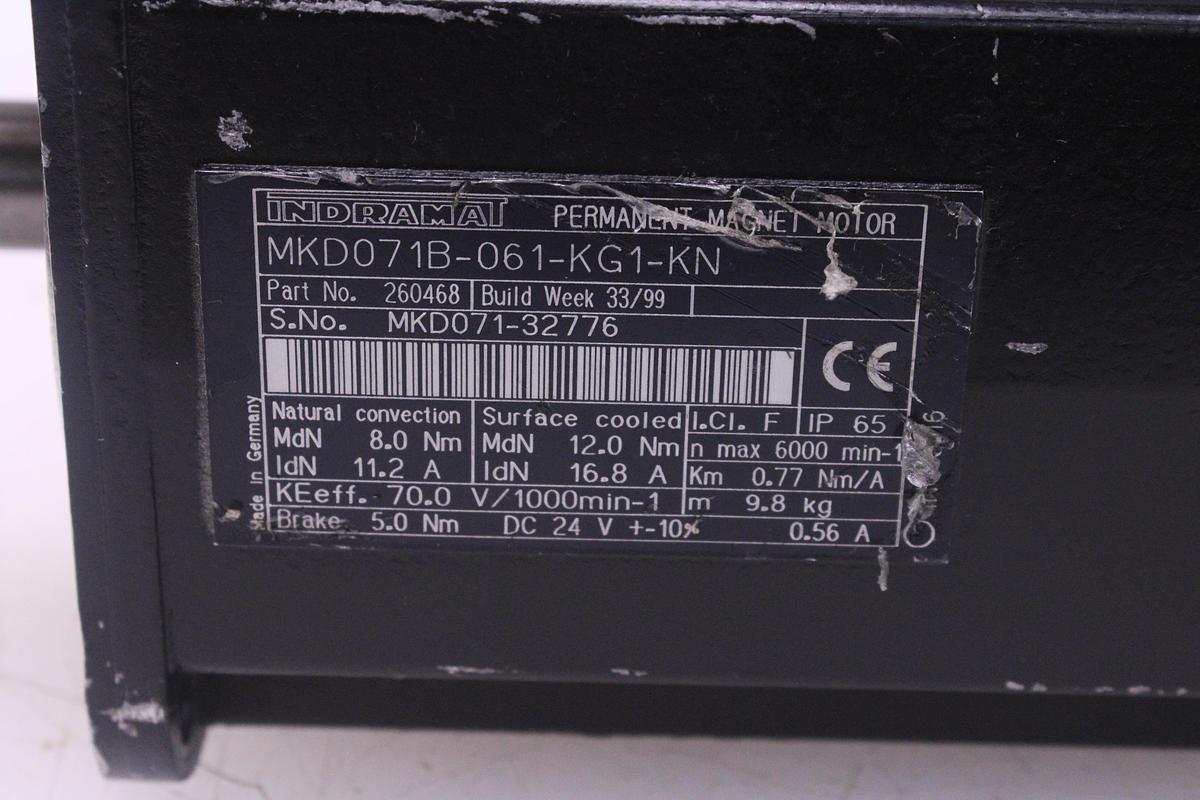 INDRAMAT PERMANENT MAGNET MOTOR
MKD071B-061-KG1-KN
Part No. 260468 Build Week 33/99
S.No. MKD071-32776
CE
Natural convection Surface cooled I.Cl. F IP 65
MdN 8.0 Nm MdN 12.0 Nm n max 6000 min-1
IdN 11.2 A IdN 16.8 A Km 0.77 Nm/A
KEeff. 70.0 V/1000min-1 m 9.8 kg
Brake 5.0 Nm DC 24 V +-10% 0.56 A
Made in Germany